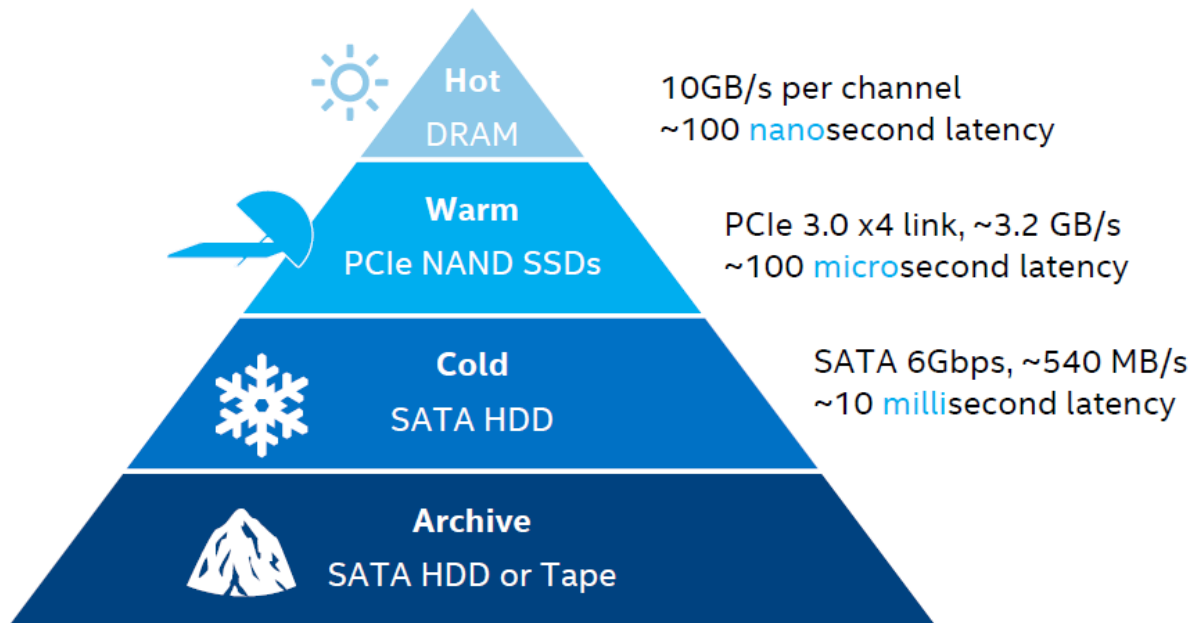 Hot
DRAM
10GB/s per channel
~100 nanosecond latency
Warm
PCIe NAND SSDs
PCIe 3.0 x4 link, ~3.2 GB/s
~100 microsecond latency
Cold
SATA HDD
SATA 6Gbps, ~540 MB/s
~10 millisecond latency
Archive
SATA HDD or Tape